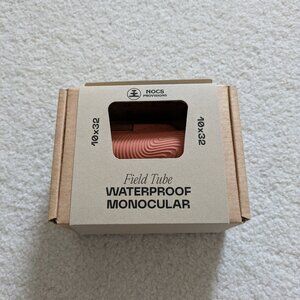 NOCS
PROVISIONS
10x32
10x32
Field Tube
WATERPROOF
MONOCULAR